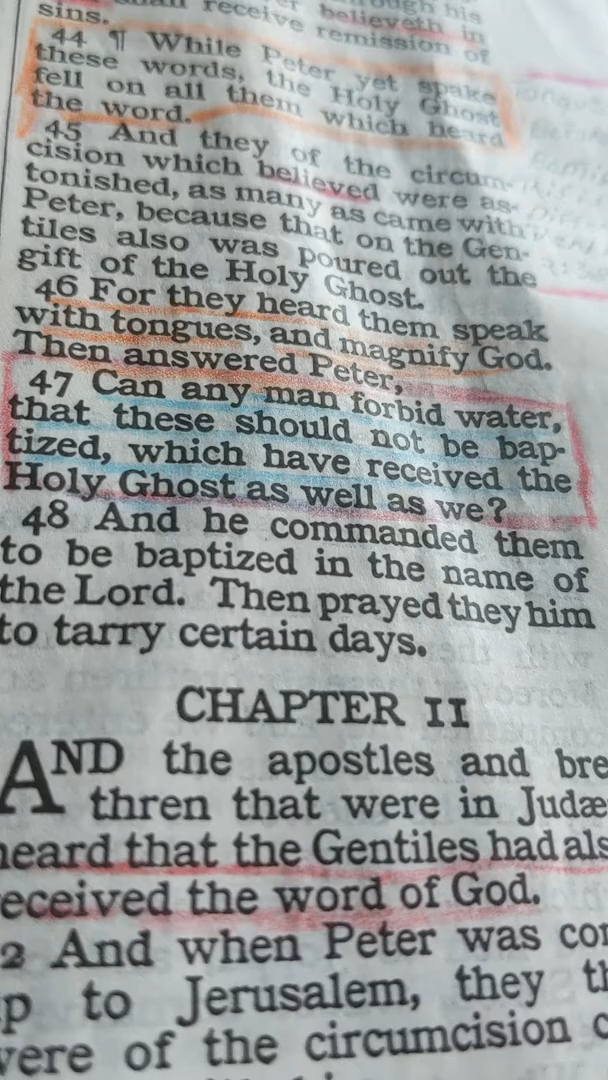 receive remission of
sins.
44 ¶ While Peter yet spake
these words, the Holy Ghost
fell on all them which heard
the word.
45 And they of the circum-
cision which believed were as-
tonished, as many as came with
Peter, because that on the Gen-
tiles also was poured out the
gift of the Holy Ghost.
46 For they heard them speak
with tongues, and magnify God.
Then answered Peter,
47 Can any man forbid water,
that these should not be bap-
tized, which have received the
Holy Ghost as well as we?
48 And he commanded them
to be baptized in the name of
the Lord. Then prayed they him
to tarry certain days.
CHAPTER II
AND the apostles and bre
thren that were in Judæ
heard that the Gentiles had als
eceived the word of God.
2 And when Peter was co
p to Jerusalem, they th
were of the circumcision c